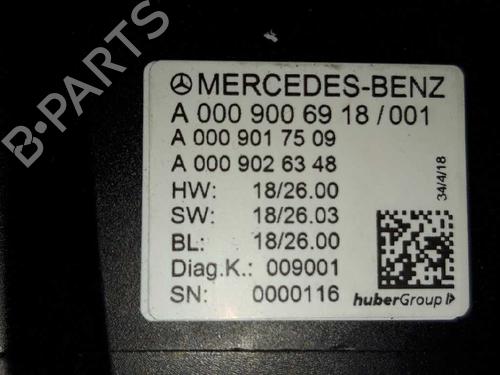 B-PARTS
MERCEDES-BENZ
A 000 900 69 18 / 001
A 000 901 75 09
A 000 902 63 48
HW: 18/26.00
SW: 18/26.03
BL: 18/26.00
Diag.K.: 009001
SN: 0000116
34/4/18
huberGroup